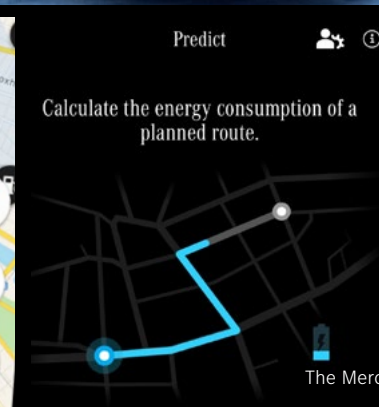 Predict
Calculate the energy consumption of a
planned route.
The Merc